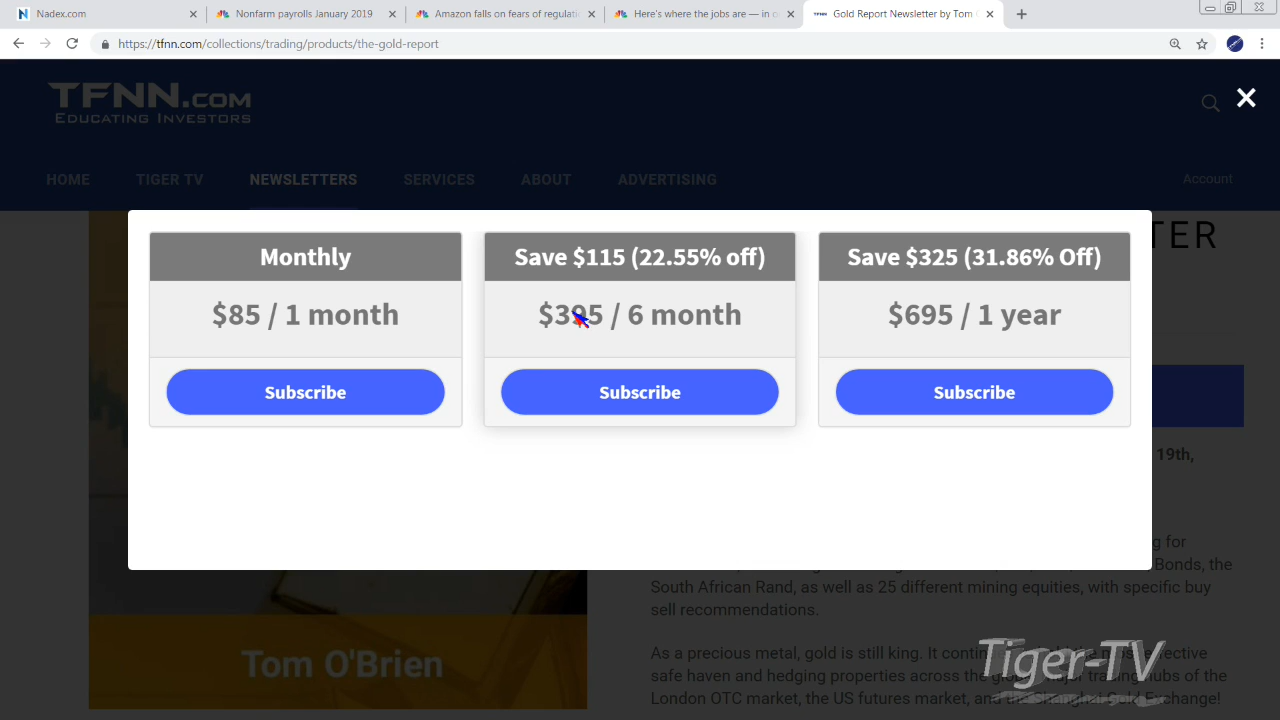 Nadex.com
Nonfarm payrolls January 2019
Amazon falls on fears of regulati
Here's where the jobs are — in c
TFNN
Gold Report Newsletter by Tom
https://tfnn.com/collections/trading/products/the-gold-report
TFNN.COM
EDUCATING INVESTORS
HOME
TIGER TV
NEWSLETTERS
SERVICES
ABOUT
ADVERTISING
Account
TER
Monthly
$85 / 1 month
Subscribe
Save $115 (22.55% off)
$395 / 6 month
Subscribe
Save $325 (31.86% Off)
$695 / 1 year
Subscribe
19th,
g for
Bonds, the
South African Rand, as well as 25 different mining equities, with specific buy
sell recommendations.
As a precious metal, gold is still king. It
safe haven and hedging properties across the
London OTC market, the US futures market, and the Shanghai Gold Exchange!
Tom O'Brien
Tiger-TV